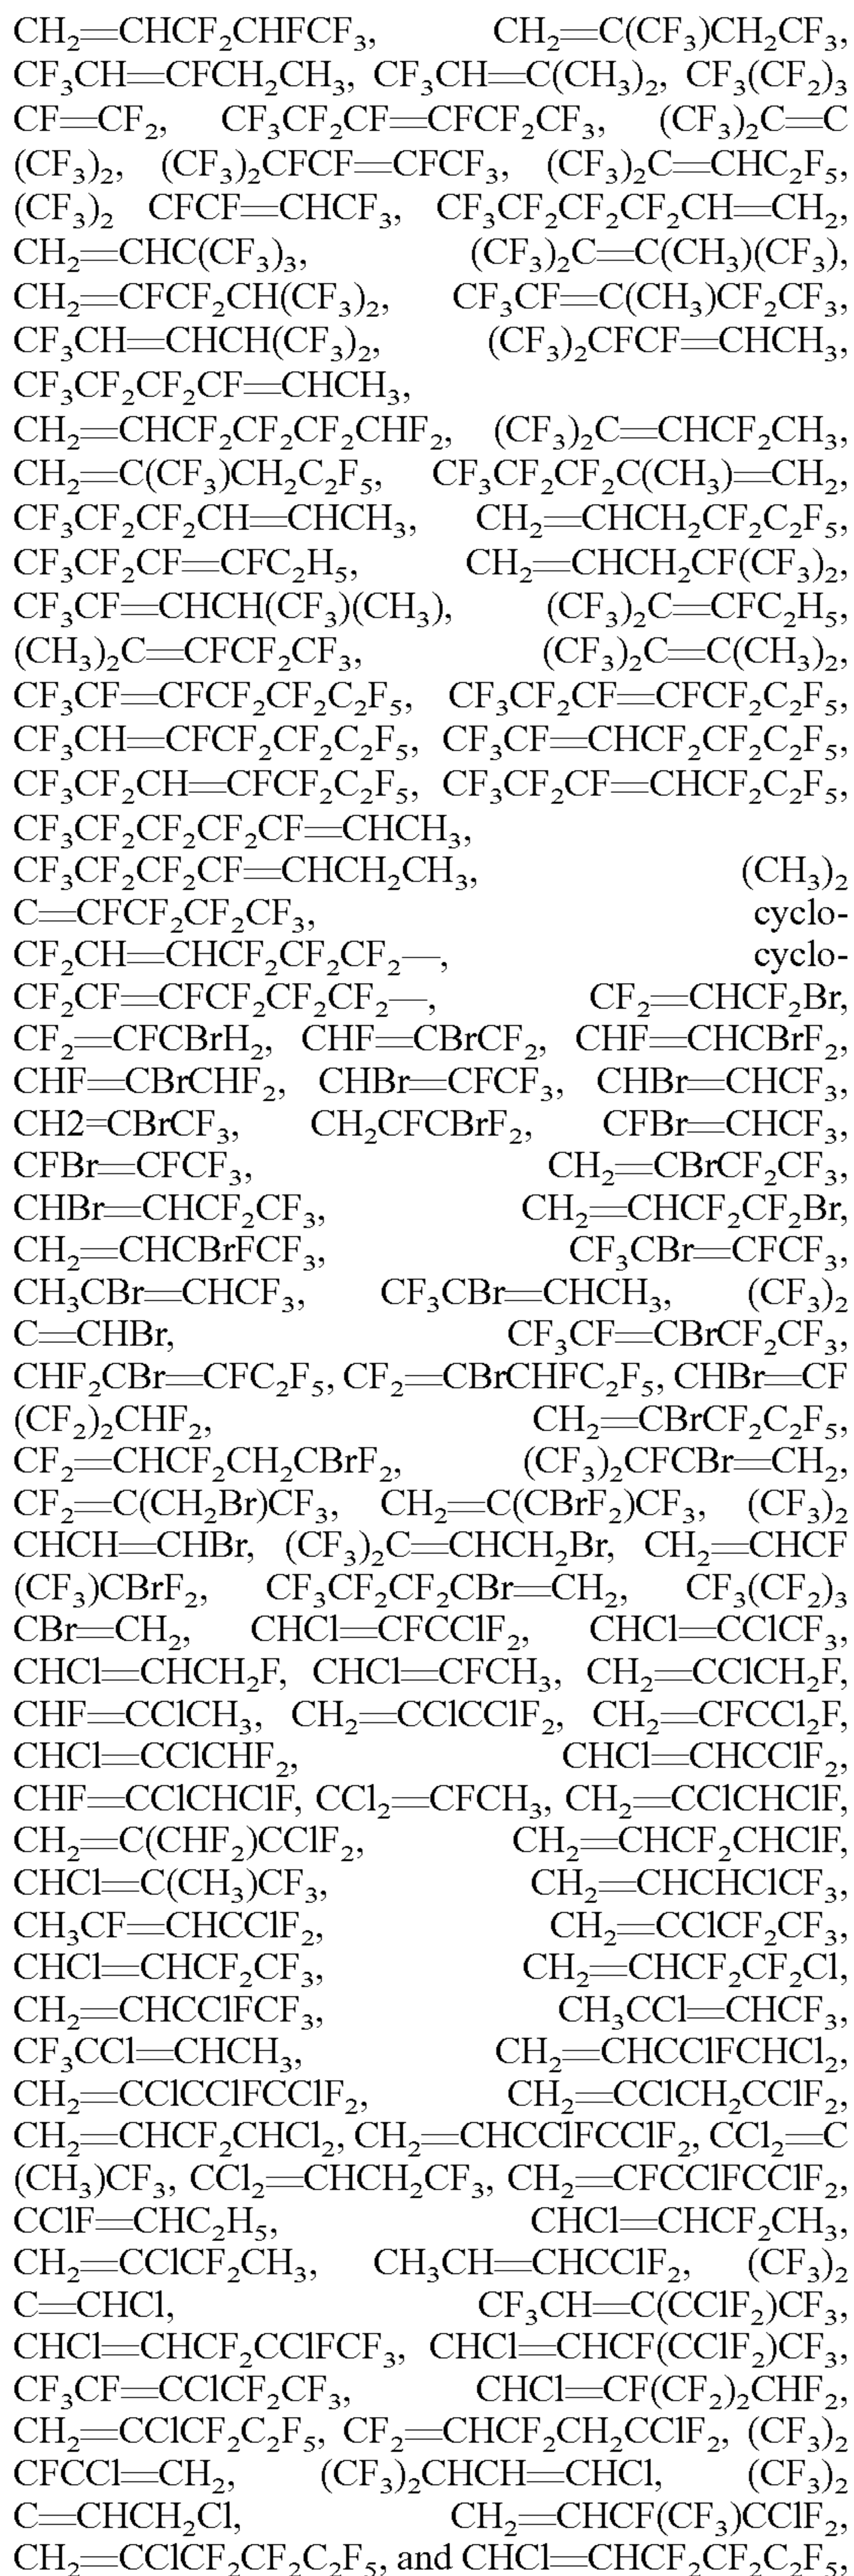 CH₂═CHCF₂CHFCF₃, CH₂═C(CF₃)CH₂CF₃,
CF₃CH═CFCH₂CH₃, CF₃CH═C(CH₃)₂, CF₃(CF₂)₃
CF═CF₂, CF₃CF₂CF═CFCF₂CF₃, (CF₃)₂C═C
(CF₃)₂, (CF₃)₂CFCF═CFCF₃, (CF₃)₂C═CHC₂F₅,
(CF₃)₂ CFCF═CHCF₃, CF₃CF₂CF₂CF₂CH═CH₂,
CH₂═CHC(CF₃)₃, (CF₃)₂C═C(CH₃)(CF₃),
CH₂═CFCF₂CH(CF₃)₂, CF₃CF═C(CH₃)CF₂CF₃,
CF₃CH═CHCH(CF₃)₂, (CF₃)₂CFCF═CHCH₃,
CF₃CF₂CF₂CF═CHCH₃,
CH₂═CHCF₂CF₂CF₂CHF₂, (CF₃)₂C═CHCF₂CH₃,
CH₂═C(CF₃)CH₂C₂F₅, CF₃CF₂CF₂C(CH₃)═CH₂,
CF₃CF₂CF₂CH═CHCH₃, CH₂═CHCH₂CF₂C₂F₅,
CF₃CF₂CF═CFC₂H₅, CH₂═CHCH₂CF(CF₃)₂,
CF₃CF═CHCH(CF₃)(CH₃), (CF₃)₂C═CFC₂H₅,
(CH₃)₂C═CFCF₂CF₃, (CF₃)₂C═C(CH₃)₂,
CF₃CF═CFCF₂CF₂C₂F₅, CF₃CF₂CF═CFCF₂C₂F₅,
CF₃CH═CFCF₂CF₂C₂F₅, CF₃CF═CHCF₂CF₂C₂F₅,
CF₃CF₂CH═CFCF₂C₂F₅, CF₃CF₂CF═CHCF₂C₂F₅,
CF₃CF₂CF₂CF₂CF═CHCH₃,
CF₃CF₂CF₂CF═CHCH₂CH₃, (CH₃)₂
C═CFCF₂CF₂CF₃, cyclo-
CF₂CH═CHCF₂CF₂CF₂—, cyclo-
CF₂CF═CFCF₂CF₂CF₂—, CF₂═CHCF₂Br,
CF₂═CFCBrH₂, CHF═CBrCF₂, CHF═CHCBrF₂,
CHF═CBrCHF₂, CHBr═CFCF₃, CHBr═CHCF₃,
CH2=CBrCF₃, CH₂CFCBrF₂, CFBr═CHCF₃,
CFBr═CFCF₃, CH₂═CBrCF₂CF₃,
CHBr═CHCF₂CF₃, CH₂═CHCF₂CF₂Br,
CH₂═CHCBrFCF₃, CF₃CBr═CFCF₃,
CH₃CBr═CHCF₃, CF₃CBr═CHCH₃, (CF₃)₂
C═CHBr, CF₃CF═CBrCF₂CF₃,
CHF₂CBr═CFC₂F₅, CF₂═CBrCHFC₂F₅, CHBr═CF
(CF₂)₂CHF₂, CH₂═CBrCF₂C₂F₅,
CF₂═CHCF₂CH₂CBrF₂, (CF₃)₂CFCBr═CH₂,
CF₂═C(CH₂Br)CF₃, CH₂═C(CBrF₂)CF₃, (CF₃)₂
CHCH═CHBr, (CF₃)₂C═CHCH₂Br, CH₂═CHCF
(CF₃)CBrF₂, CF₃CF₂CF₂CBr═CH₂, CF₃(CF₂)₃
CBr═CH₂, CHCl═CFCClF₂, CHCl═CClCF₃,
CHCl═CHCH₂F, CHCl═CFCH₃, CH₂═CClCH₂F,
CHF═CClCH₃, CH₂═CClCClF₂, CH₂═CFCCl₂F,
CHCl═CClCHF₂, CHCl═CHCClF₂,
CHF═CClCHClF, CCl₂═CFCH₃, CH₂═CClCHClF,
CH₂═C(CHF₂)CClF₂, CH₂═CHCF₂CHClF,
CHCl═C(CH₃)CF₃, CH₂═CHCHClCF₃,
CH₃CF═CHCClF₂, CH₂═CClCF₂CF₃,
CHCl═CHCF₂CF₃, CH₂═CHCF₂CF₂Cl,
CH₂═CHCClFCF₃, CH₃CCl═CHCF₃,
CF₃CCl═CHCH₃, CH₂═CHCClFCHCl₂,
CH₂═CClCClFCClF₂, CH₂═CClCH₂CClF₂,
CH₂═CHCF₂CHCl₂, CH₂═CHCClFCClF₂, CCl₂═C
(CH₃)CF₃, CCl₂═CHCH₂CF₃, CH₂═CFCClFCClF₂,
CClF═CHC₂H₅, CHCl═CHCF₂CH₃,
CH₂═CClCF₂CH₃, CH₃CH═CHCClF₂, (CF₃)₂
C═CHCl, CF₃CH═C(CClF₂)CF₃,
CHCl═CHCF₂CClFCF₃, CHCl═CHCF(CClF₂)CF₃,
CF₃CF═CClCF₂CF₃, CHCl═CF(CF₂)₂CHF₂,
CH₂═CClCF₂C₂F₅, CF₂═CHCF₂CH₂CClF₂, (CF₃)₂
CFCCl═CH₂, (CF₃)₂CHCH═CHCl, (CF₃)₂
C═CHCH₂Cl, CH₂═CHCF(CF₃)CClF₂,
CH₂═CClCF₂CF₂C₂F₅, and CHCl═CHCF₂CF₂C₂F₅;